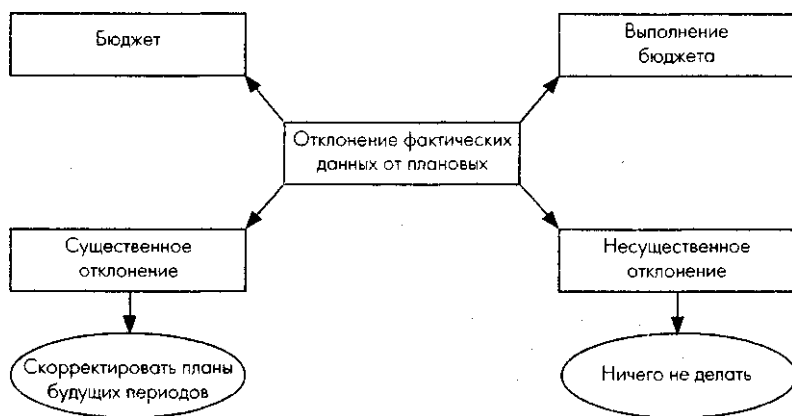 Бюджет
Выполнение
бюджета
Отклонение фактических
данных от плановых
Существенное
отклонение
Несущественное
отклонение
Скорректировать планы
будущих периодов
Ничего не делать